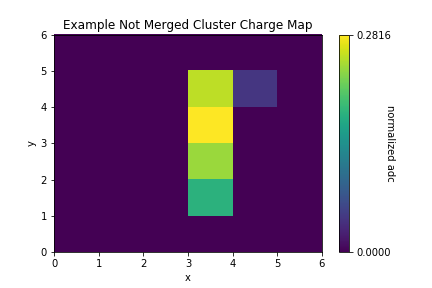 Example Not Merged Cluster Charge Map
6
5
4
3
2
1
0
y
0 1 2 3 4 5 6
x
0.2816
0.0000
normalized adc